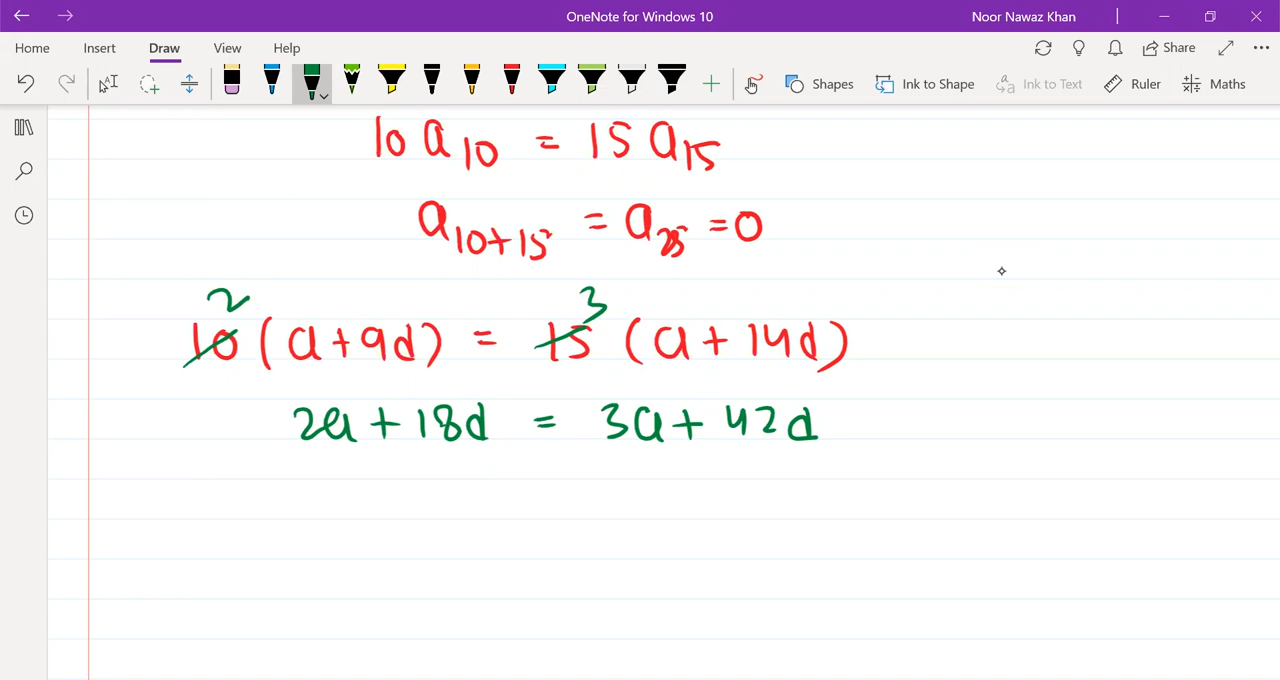 OneNote for Windows 10
Noor Nawaz Khan
Home Insert Draw View Help Share
Shapes Ink to Shape Ink to Text Ruler Maths
10 a₁₀ = 15 a₁₅
a₁₀₊₁₅ = a₂₅ = 0
2 3
10 (a+9d) = 15 (a+14d)
2a + 18d = 3a + 42d